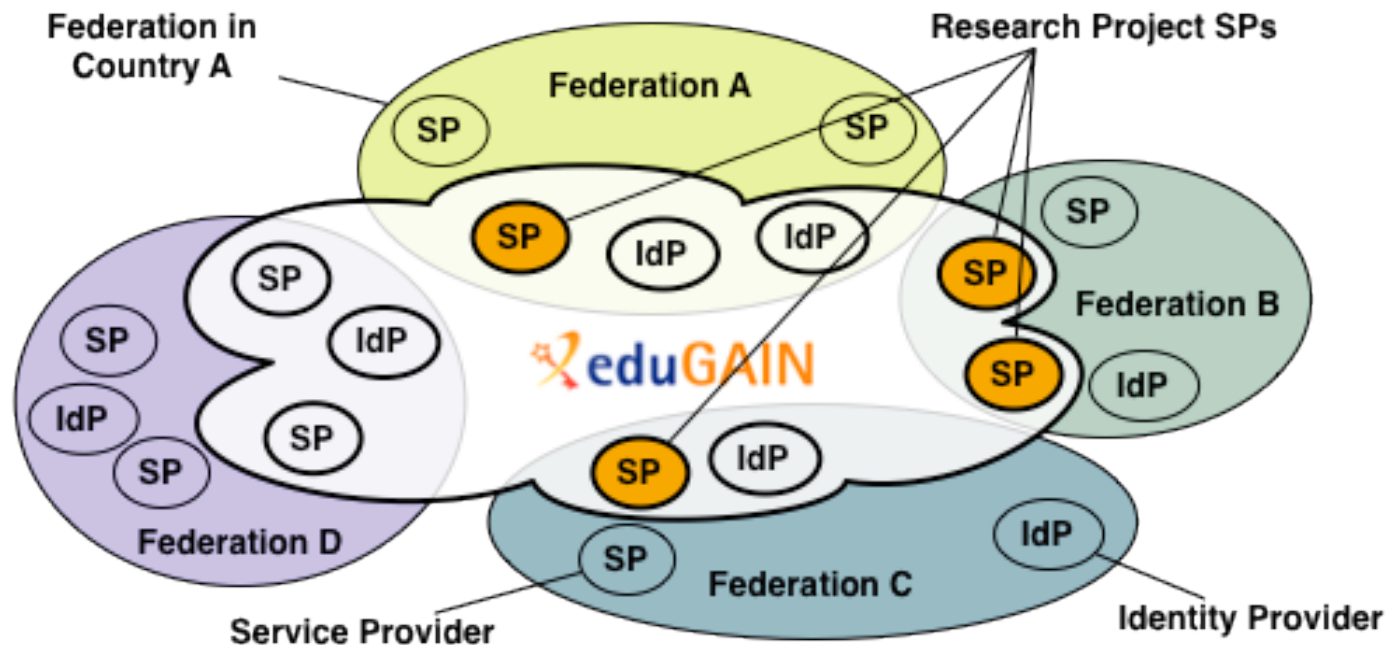 Federation in
Country A
Research Project SPs
Federation A
SP
SP
SP
IdP
IdP
SP
SP
Federation B
SP
IdP
SP
SP
IdP
SP
SP
IdP
SP
Federation D
eduGAIN
SP
IdP
SP
IdP
Federation C
Service Provider
Identity Provider